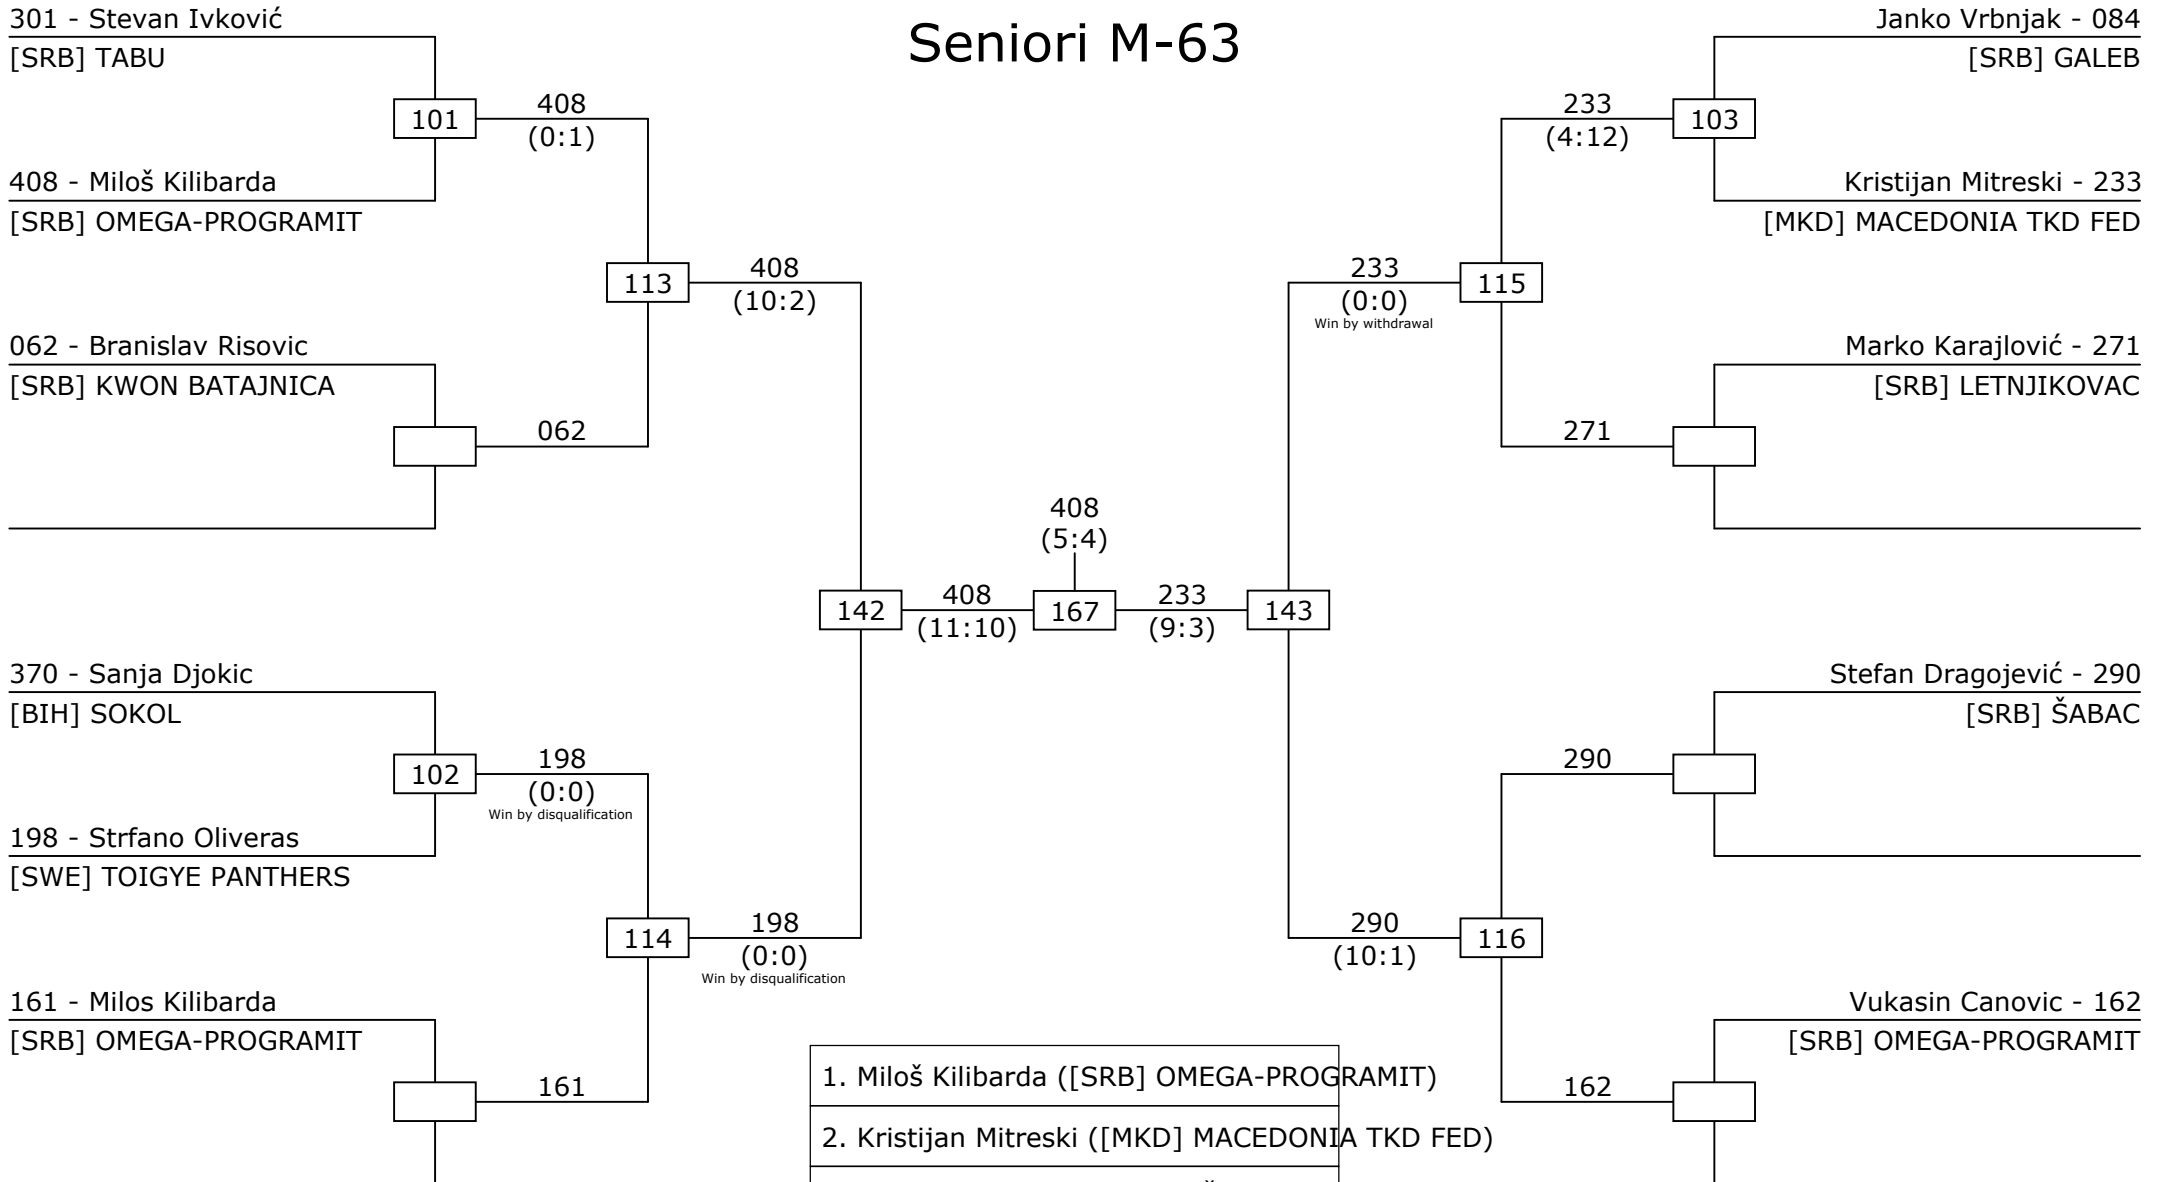 Seniori M-63
301 - Stevan Ivković
[SRB] TABU
101
408
(0:1)
408 - Miloš Kilibarda
[SRB] OMEGA-PROGRAMIT
113
408
(10:2)
062 - Branislav Risovic
[SRB] KWON BATAJNICA
062
142
408
(11:10)
370 - Sanja Djokic
[BIH] SOKOL
102
198
(0:0)
Win by disqualification
198 - Strfano Oliveras
[SWE] TOIGYE PANTHERS
114
198
(0:0)
Win by disqualification
161 - Milos Kilibarda
[SRB] OMEGA-PROGRAMIT
161
408
(5:4)
167
Janko Vrbnjak - 084
[SRB] GALEB
233
(4:12)
103
Kristijan Mitreski - 233
[MKD] MACEDONIA TKD FED
233
(0:0)
Win by withdrawal
115
Marko Karajlović - 271
[SRB] LETNJIKOVAC
271
233
(9:3)
143
Stefan Dragojević - 290
[SRB] ŠABAC
290
290
(10:1)
116
Vukasin Canovic - 162
[SRB] OMEGA-PROGRAMIT
162
1. Miloš Kilibarda ([SRB] OMEGA-PROGRAMIT)
2. Kristijan Mitreski ([MKD] MACEDONIA TKD FED)